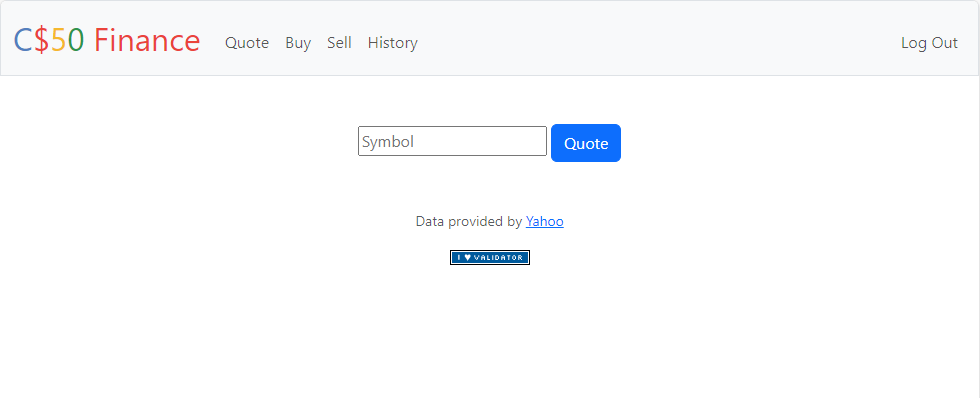 C$50 Finance Quote Buy Sell History Log Out
Symbol Quote
Data provided by Yahoo
I ♥ VALIDATOR